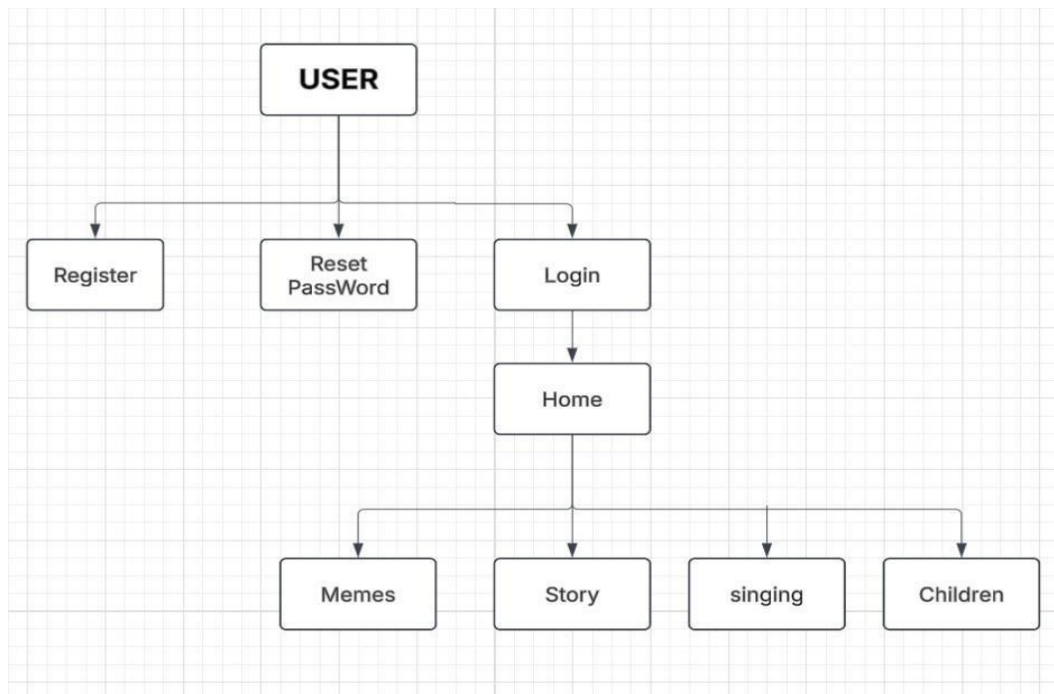 USER
Register
Reset
PassWord
Login
Home
Memes
Story
singing
Children